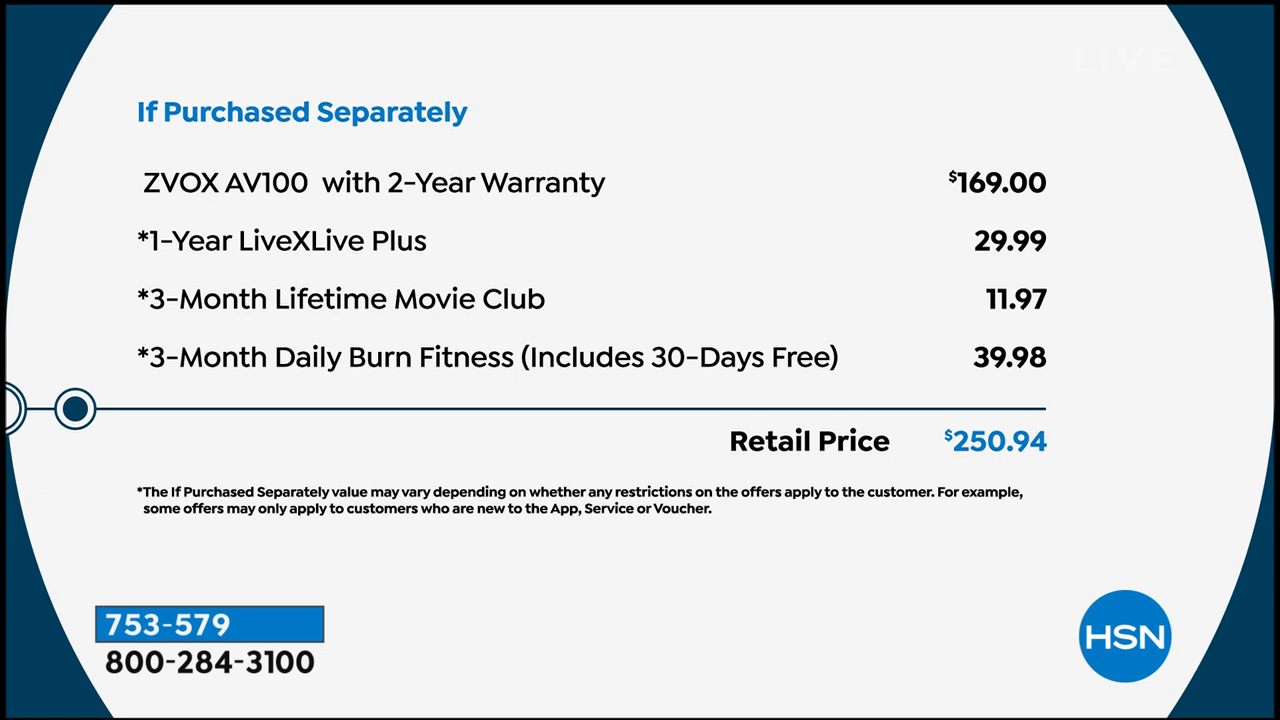 LIVE
If Purchased Separately
ZVOX AV100 with 2-Year Warranty $169.00
*1-Year LiveXLive Plus 29.99
*3-Month Lifetime Movie Club 11.97
*3-Month Daily Burn Fitness (Includes 30-Days Free) 39.98
Retail Price $250.94
*The If Purchased Separately value may vary depending on whether any restrictions on the offers apply to the customer. For example,
some offers may only apply to customers who are new to the App, Service or Voucher.
753-579
800-284-3100
HSN